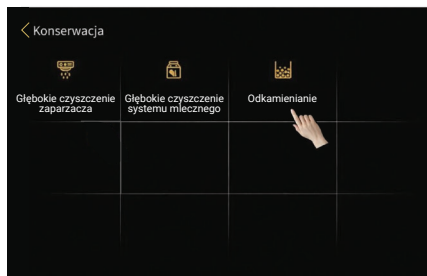 Konserwacja
Głębokie czyszczenie
zaparzacza
Głębokie czyszczenie
systemu mlecznego
Odkamienianie